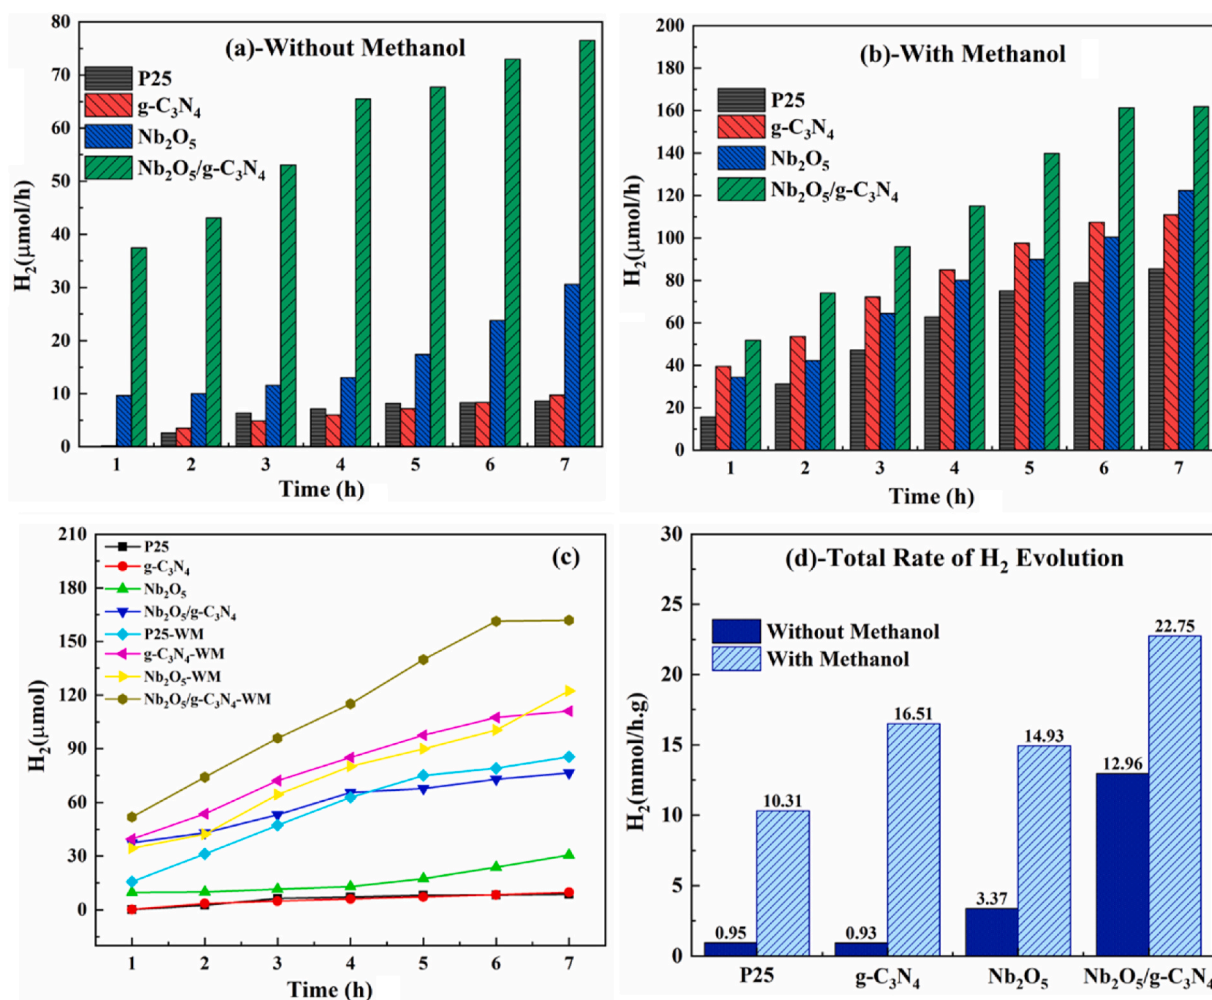 (a)-Without Methanol
P25
g-C₃N₄
Nb₂O₅
Nb₂O₅/g-C₃N₄
H₂(μmol/h)
80
70
60
50
40
30
20
10
0
1 2 3 4 5 6 7
Time (h)
(b)-With Methanol
P25
g-C₃N₄
Nb₂O₅
Nb₂O₅/g-C₃N₄
H₂(μmol/h)
200
180
160
140
120
100
80
60
40
20
0
1 2 3 4 5 6 7
Time (h)
(c)
P25
g-C₃N₄
Nb₂O₅
Nb₂O₅/g-C₃N₄
P25-WM
g-C₃N₄-WM
Nb₂O₅-WM
Nb₂O₅/g-C₃N₄-WM
H₂(μmol)
210
180
150
120
90
60
30
0
1 2 3 4 5 6 7
Time (h)
(d)-Total Rate of H₂ Evolution
Without Methanol
With Methanol
H₂(mmol/h.g)
30
25
20
15
10
5
0
0.95
10.31
0.93
16.51
3.37
14.93
12.96
22.75
P25 g-C₃N₄ Nb₂O₅ Nb₂O₅/g-C₃N₄